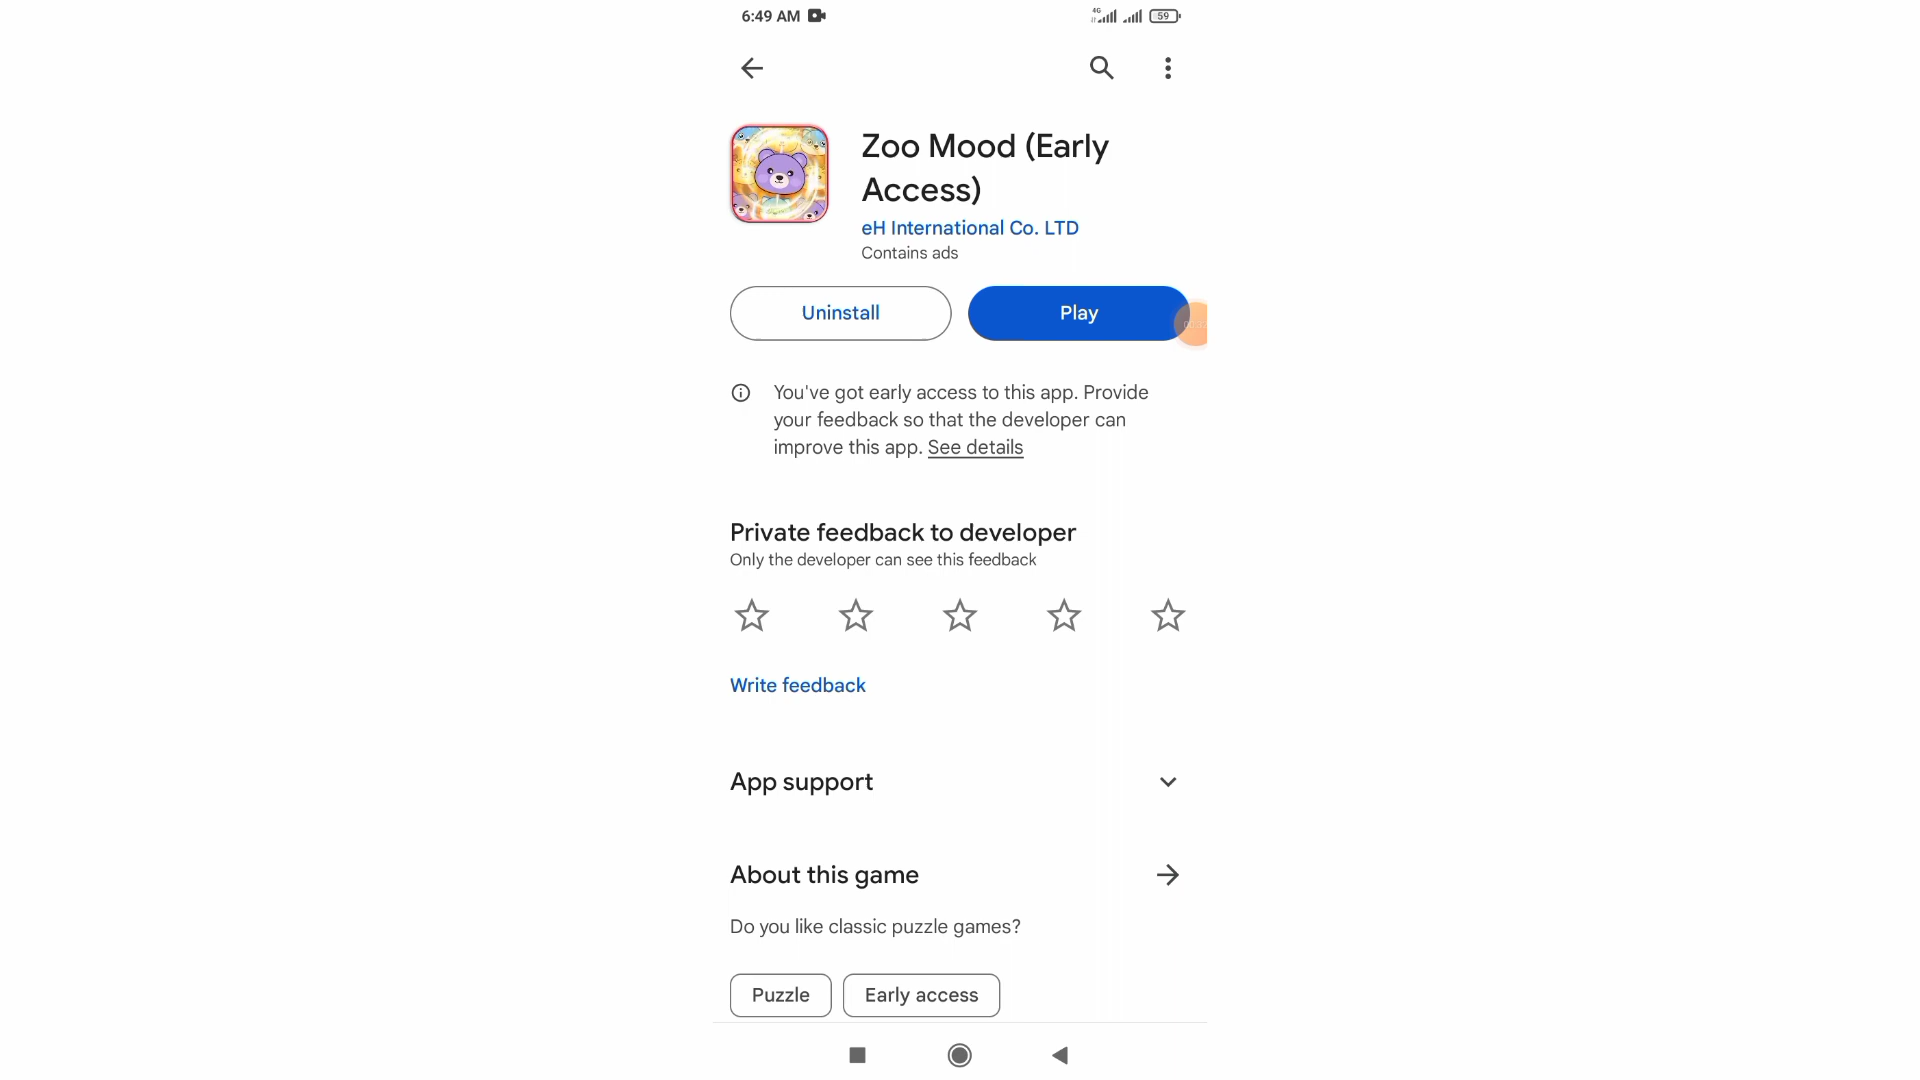 6:49 AM
4G
59
Zoo Mood (Early
Access)
eH International Co. LTD
Contains ads
Uninstall
Play
You've got early access to this app. Provide
your feedback so that the developer can
improve this app. See details
Private feedback to developer
Only the developer can see this feedback
Write feedback
App support
About this game
Do you like classic puzzle games?
Puzzle
Early access